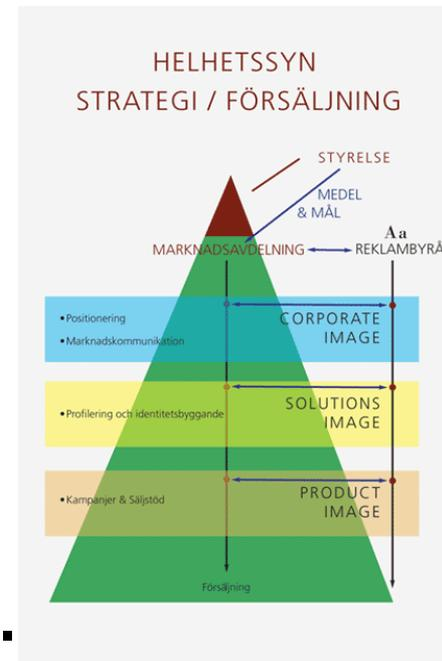 HELHETSSYN
STRATEGI / FÖRSÄLJNING
STYRELSE
MEDEL
& MÅL
Aa
MARKNADSAVDELNING
REKLAMBYRÅ
•Positionering
•Marknadskommunikation
CORPORATE
IMAGE
•Profilering och identitetsbyggande
SOLUTIONS
IMAGE
•Kampanjer & Säljstöd
PRODUCT
IMAGE
Försäljning